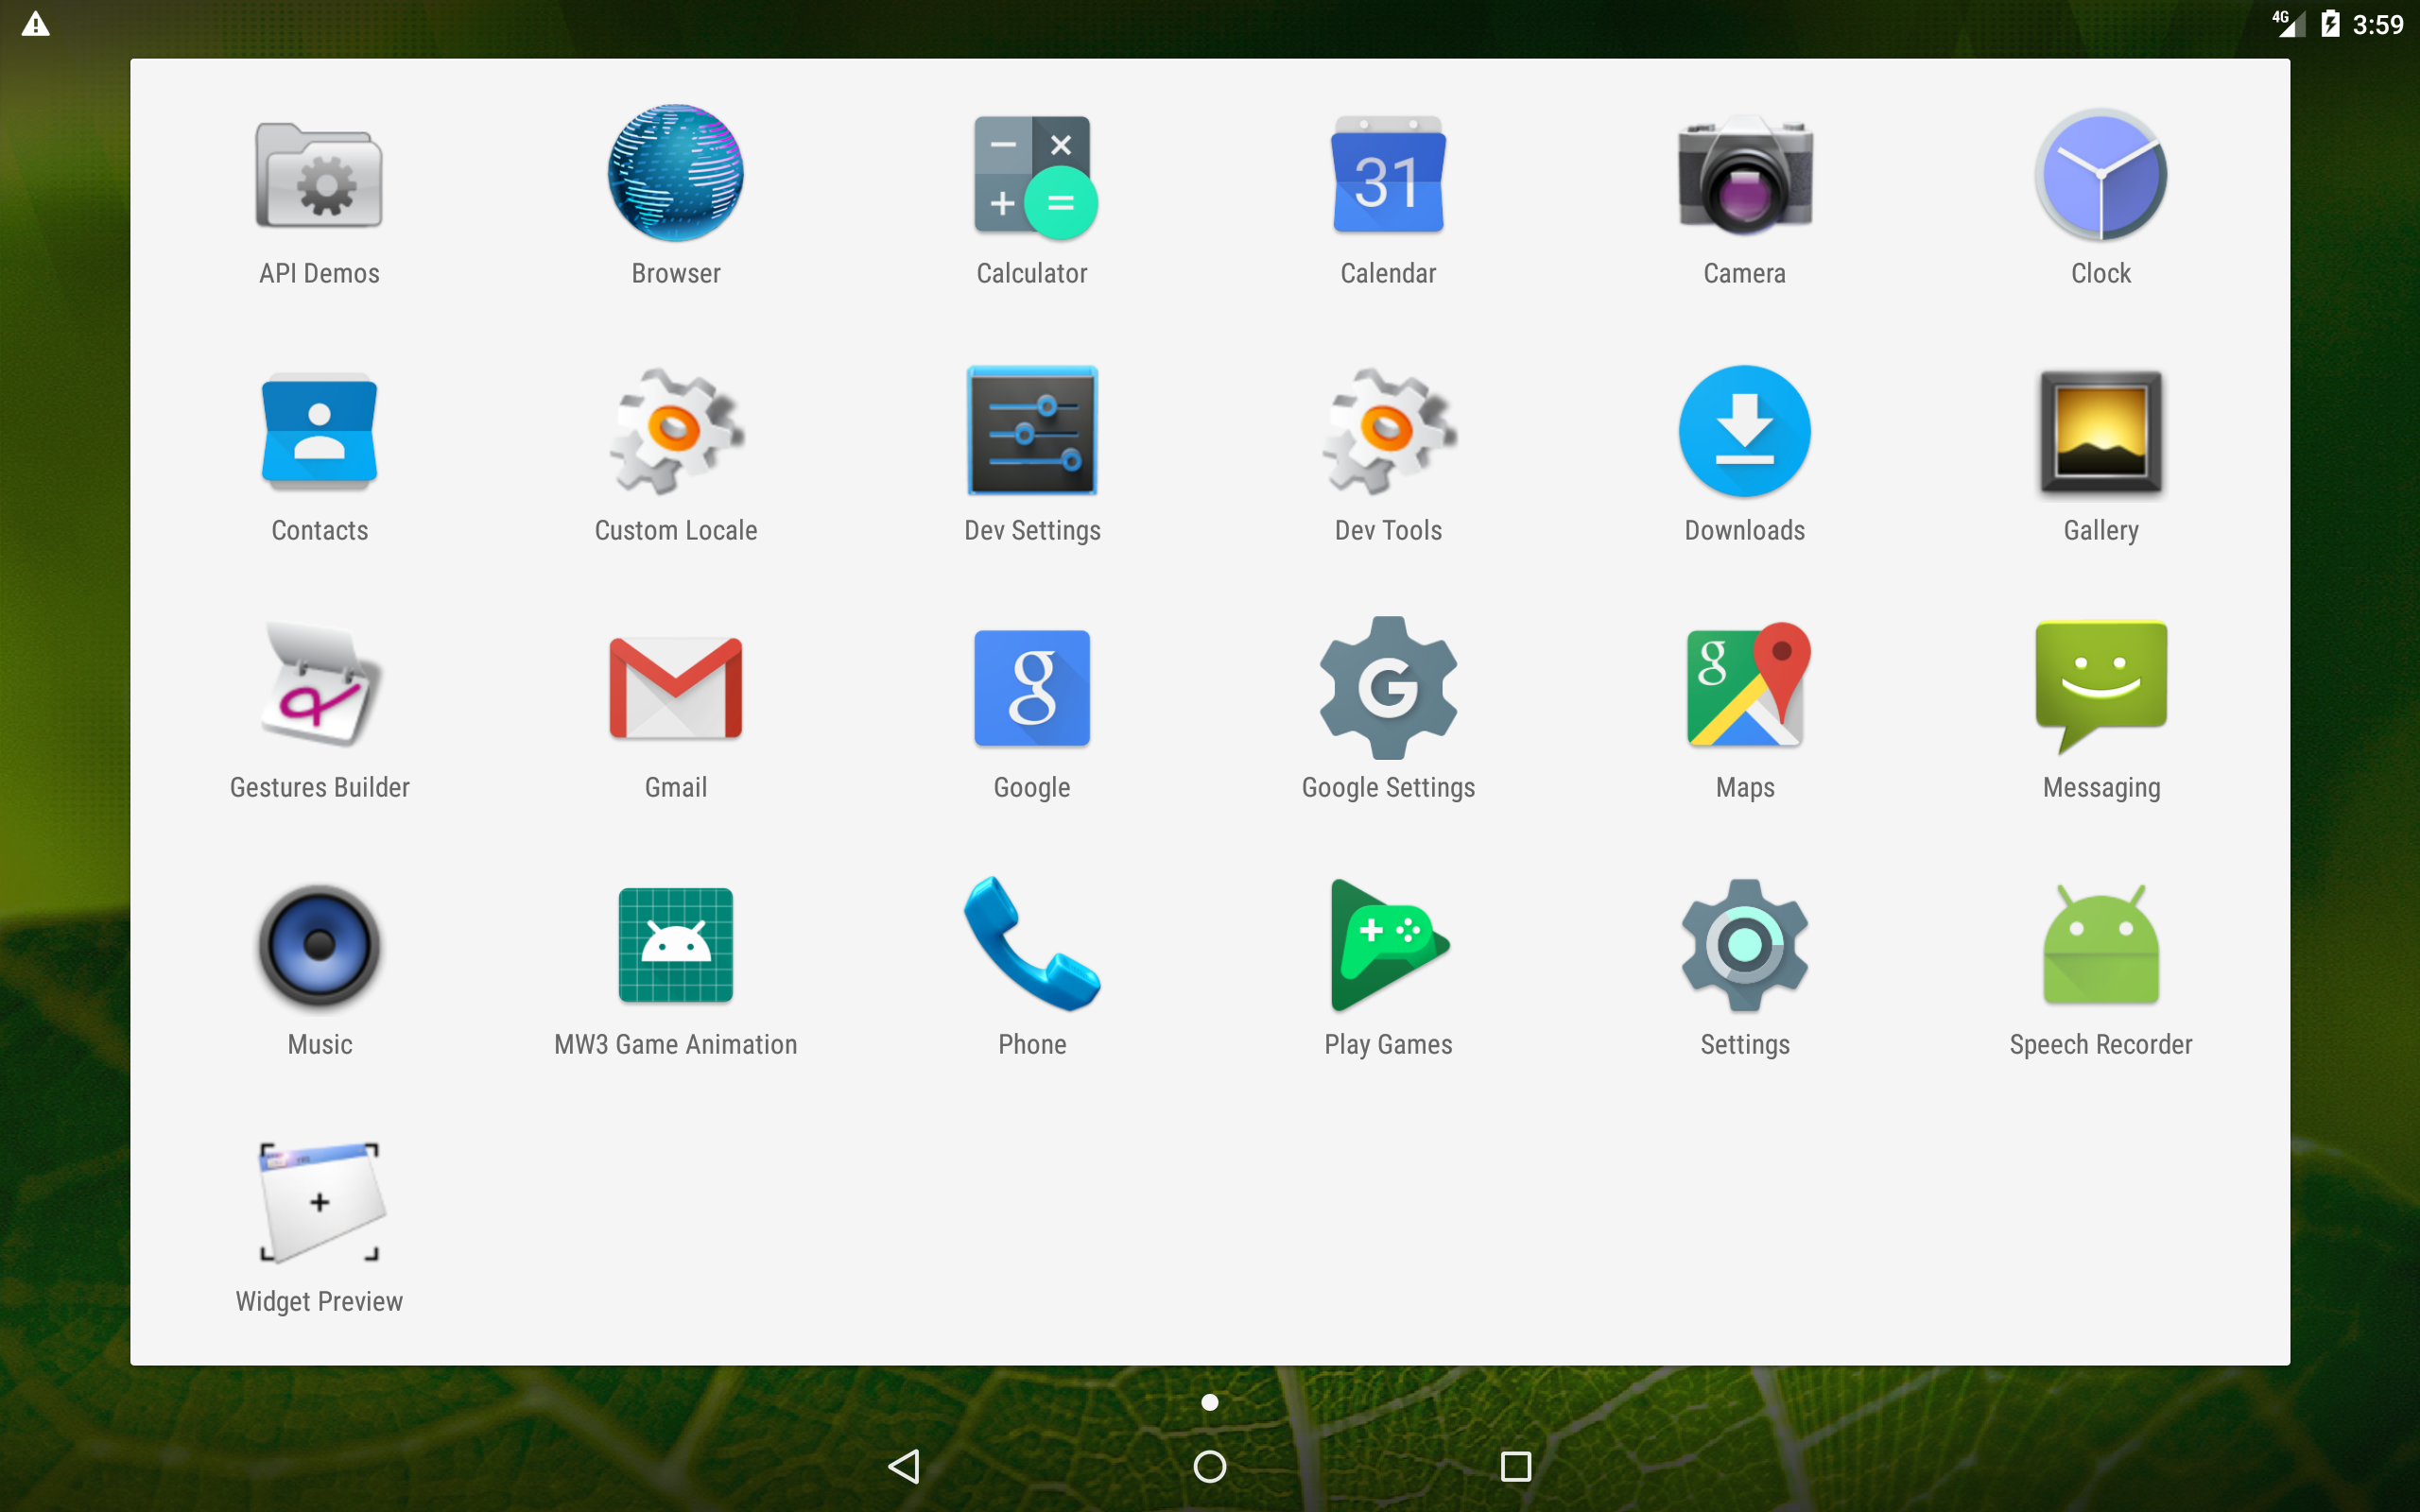 4G 3:59
31
API Demos Browser Calculator Calendar Camera Clock
Contacts Custom Locale Dev Settings Dev Tools Downloads Gallery
g G g
Gestures Builder Gmail Google Google Settings Maps Messaging
Music MW3 Game Animation Phone Play Games Settings Speech Recorder
Widget Preview